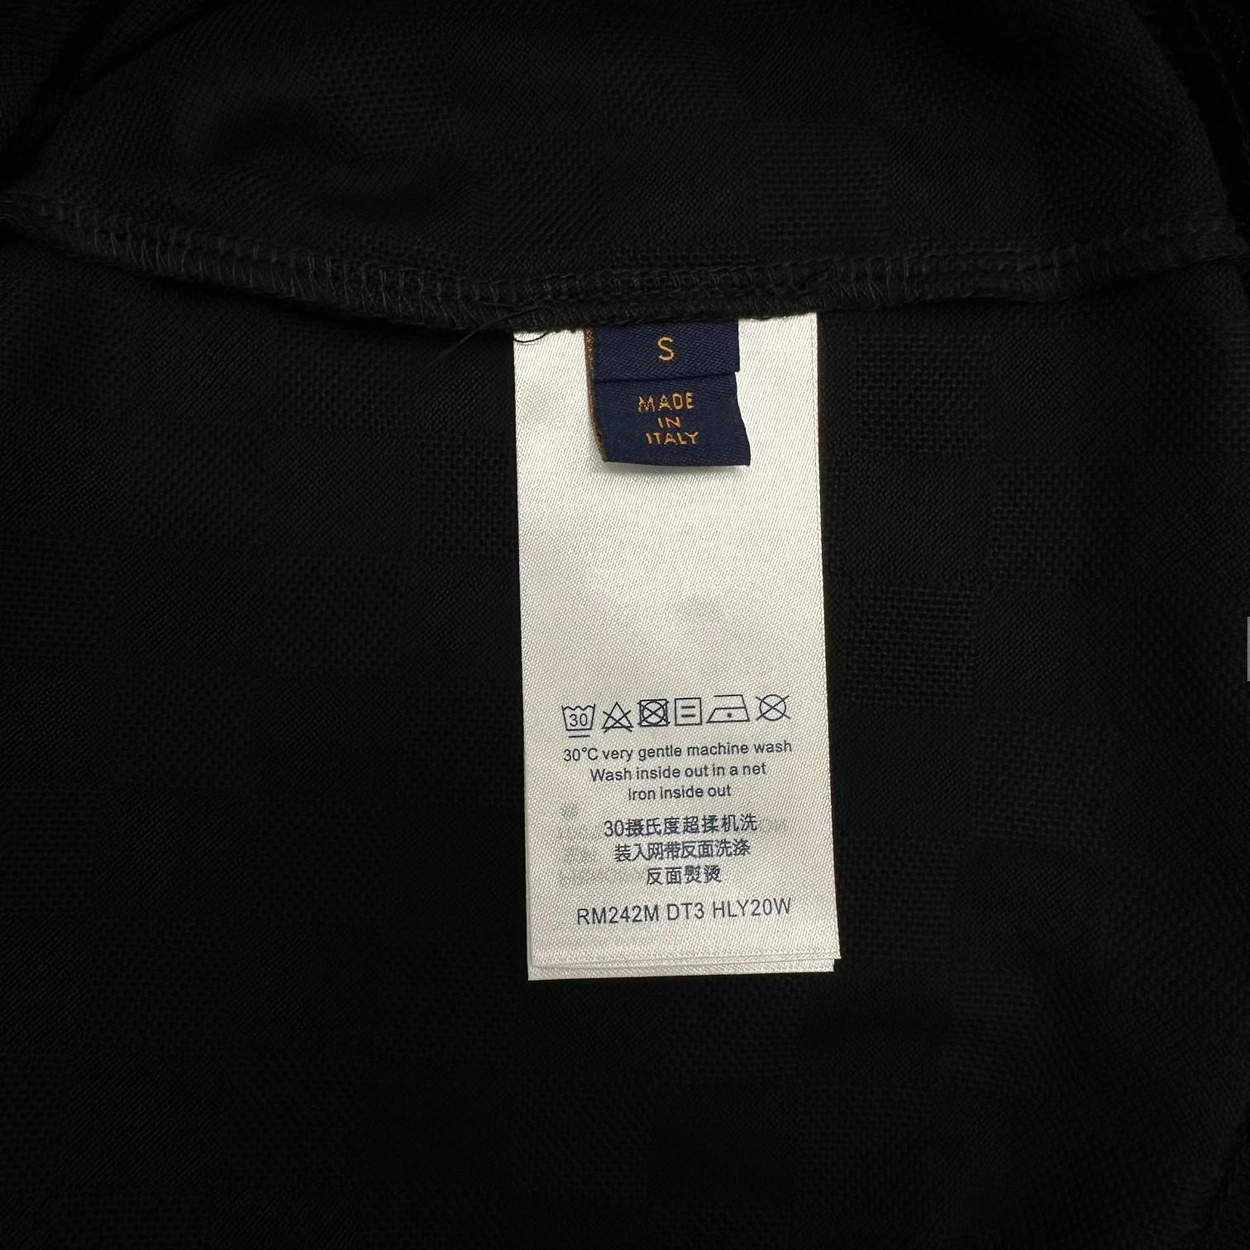 S
MADE
IN
ITALY
30
30°C very gentle machine wash
Wash inside out in a net
Iron inside out
30摄氏度超揉机洗
装入网带反面洗涤
反面熨烫
RM242M DT3 HLY20W